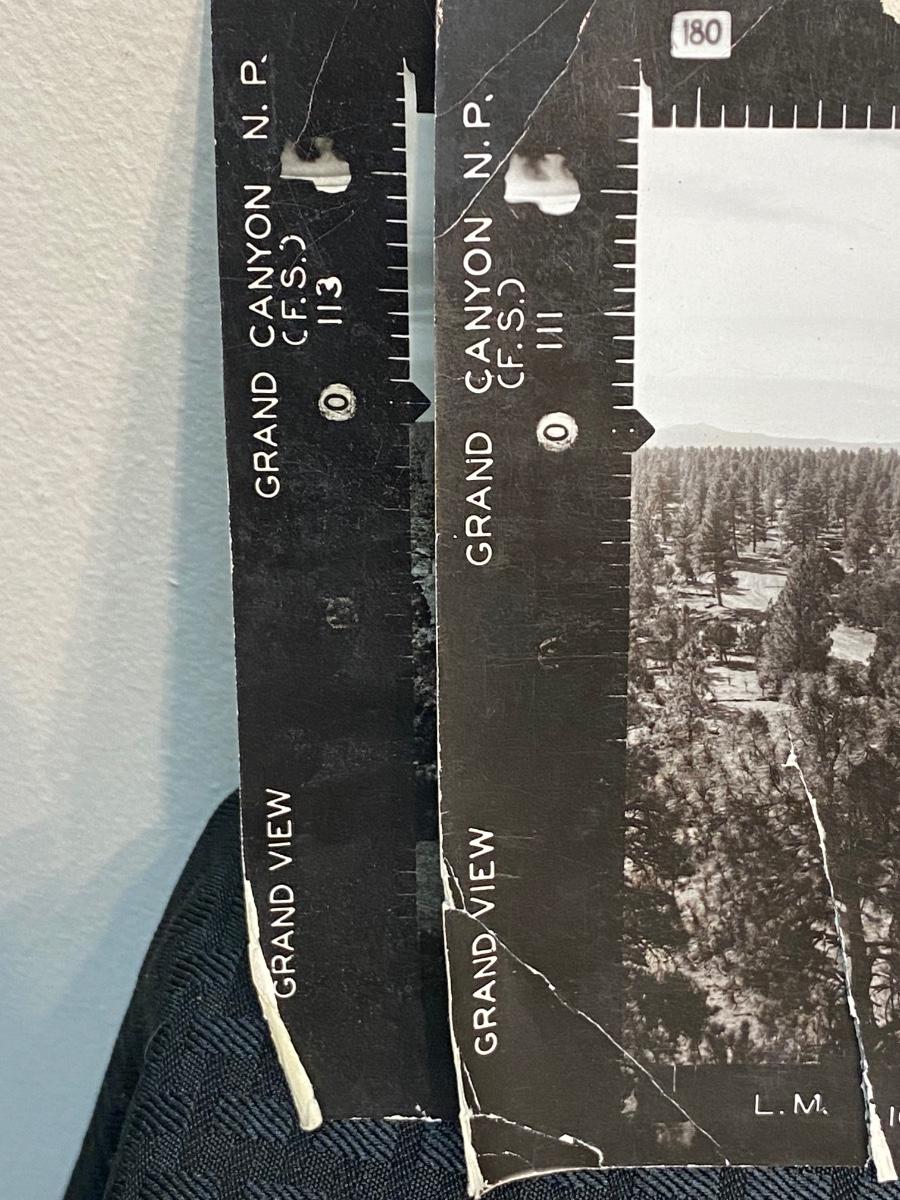 GRAND VIEW GRAND CANYON N. P.
(F.S.)
113
0
GRAND VIEW GRAND CANYON N.P.
(F.S.)
111
0
180
L.M.